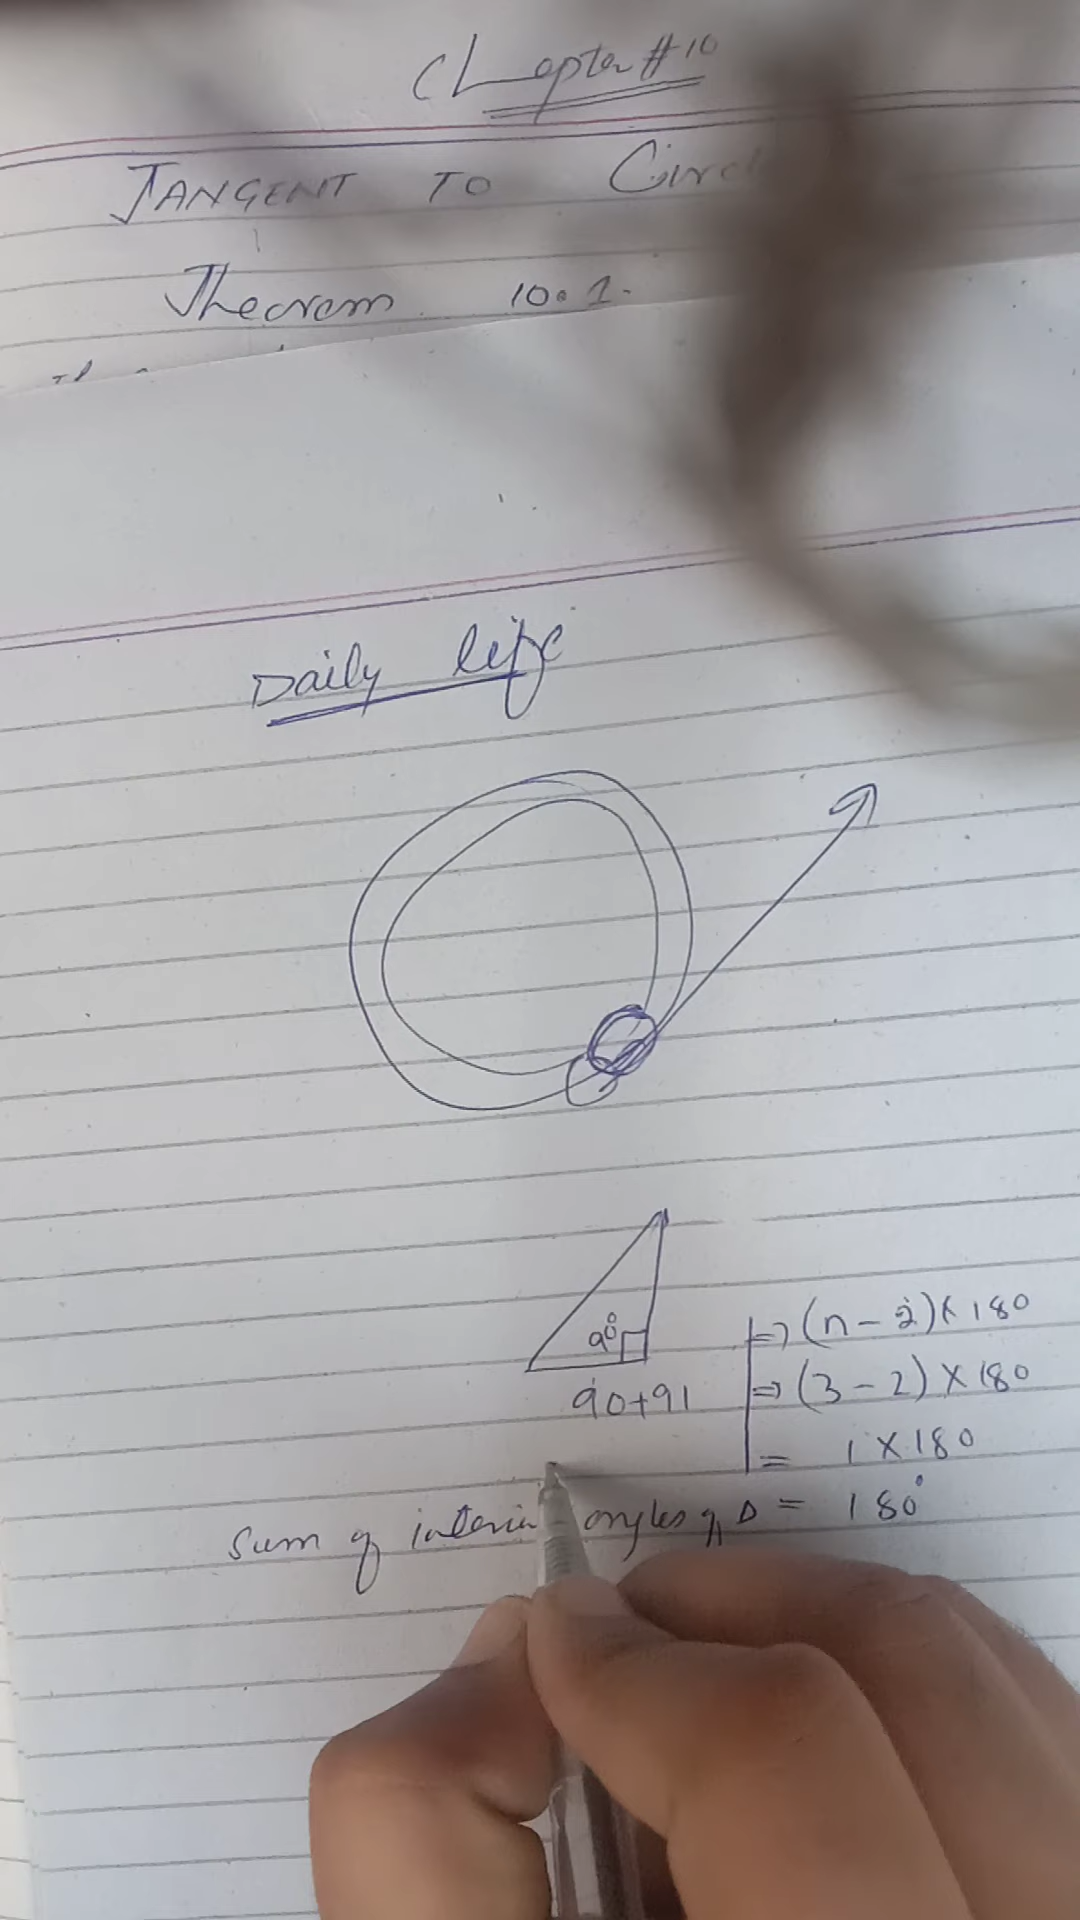 Chapter # 10
TANGENT TO
Theorem 10.1.
Daily life
90°
90+91
⇒ (n - 2) × 180
⇒ (3 - 2) × 180
= 1 × 180
Sum of interior angles of Δ = 180°